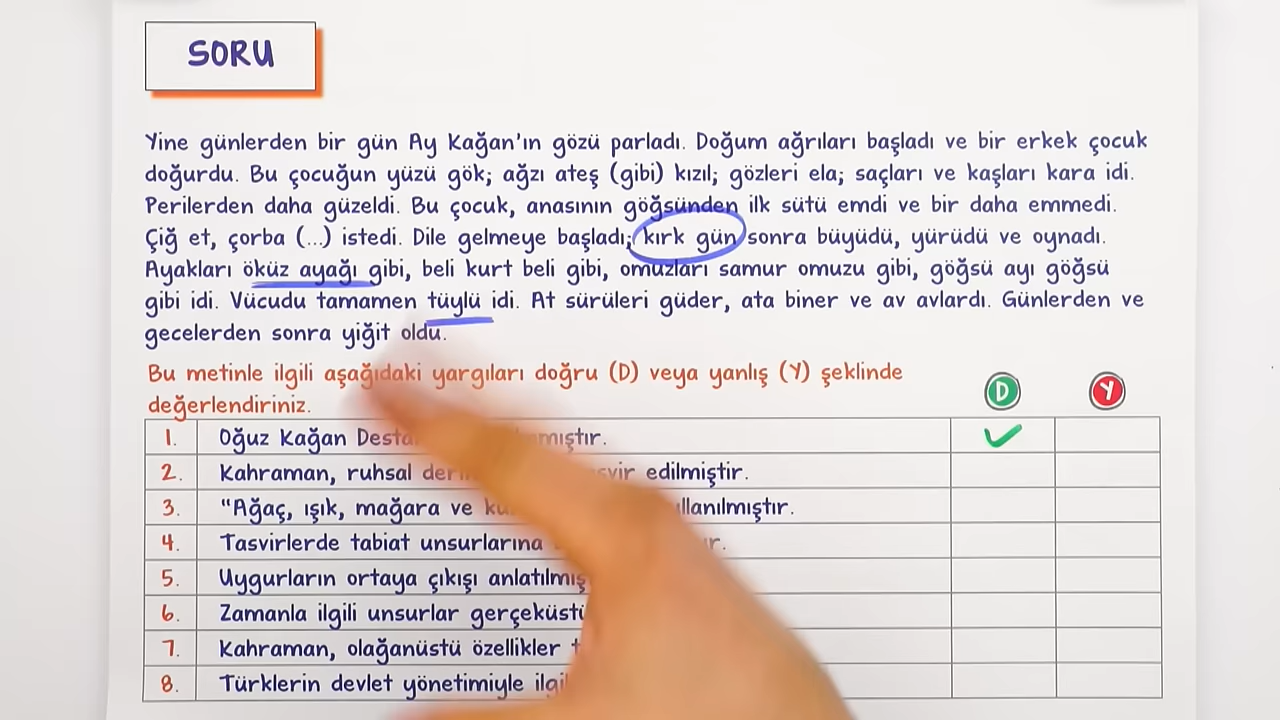 SORU
Yine günlerden bir gün Ay Kağan'ın gözü parladı. Doğum ağrıları başladı ve bir erkek çocuk
doğurdu. Bu çocuğun yüzü gök; ağzı ateş (gibi) kızıl; gözleri ela; saçları ve kaşları kara idi.
Perilerden daha güzeldi. Bu çocuk, anasının göğsünden ilk sütü emdi ve bir daha emmedi.
Çiğ et, çorba (...) istedi. Dile gelmeye başladı; kırk gün sonra büyüdü, yürüdü ve oynadı.
Ayakları öküz ayağı gibi, beli kurt beli gibi, omuzları samur omuzu gibi, göğsü ayı göğsü
gibi idi. Vücudu tamamen tüylü idi. At sürüleri güder, ata biner ve av avlardı. Günlerden ve
gecelerden sonra yiğit oldu.
Bu metinle ilgili aşağıdaki yargıları doğru (D) veya yanlış (Y) şeklinde
değerlendiriniz.
D Y
1. Oğuz Kağan
2. Kahraman, ruhsal edilmiştir.
3. "Ağaç, ışık, mağara ve
4. Tasvirlerde tabiat unsurlarına
5. Uygurların ortaya çıkışı
6. Zamanla ilgili unsurlar
7. Kahraman, olağanüstü özellikler
8. Türklerin devlet yönetimiyle